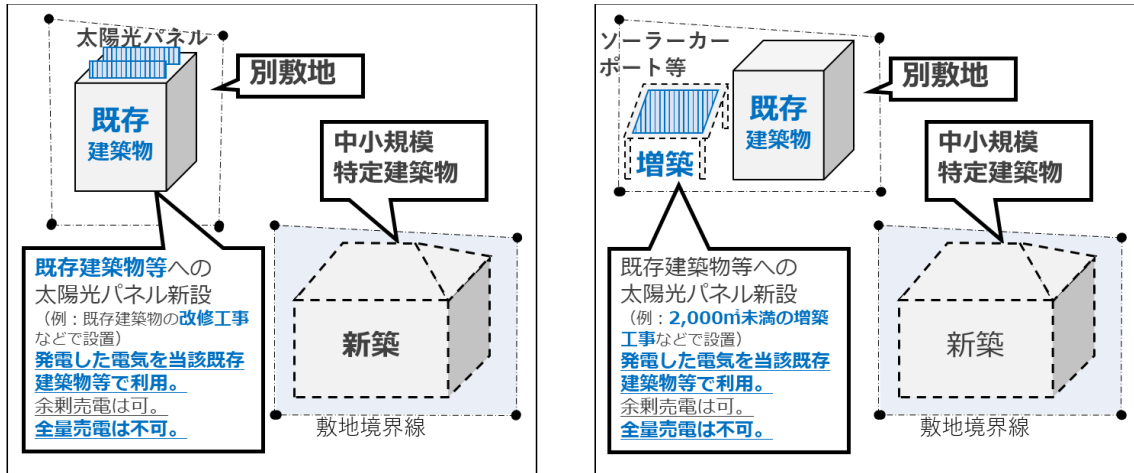 太陽光パネル
既存
建築物
別敷地
中小規模
特定建築物
既存建築物等への
太陽光パネル新設
（例：既存建築物の改修工事
などで設置）
発電した電気を当該既存
建築物等で利用。
余剰売電は可。
全量売電は不可。
新築
敷地境界線
ソーラーカー
ポート等
増築
既存
建築物
別敷地
中小規模
特定建築物
既存建築物等への
太陽光パネル新設
（例：2,000㎡未満の増築
工事などで設置）
発電した電気を当該既存
建築物等で利用。
余剰売電は可。
全量売電は不可。
新築
敷地境界線